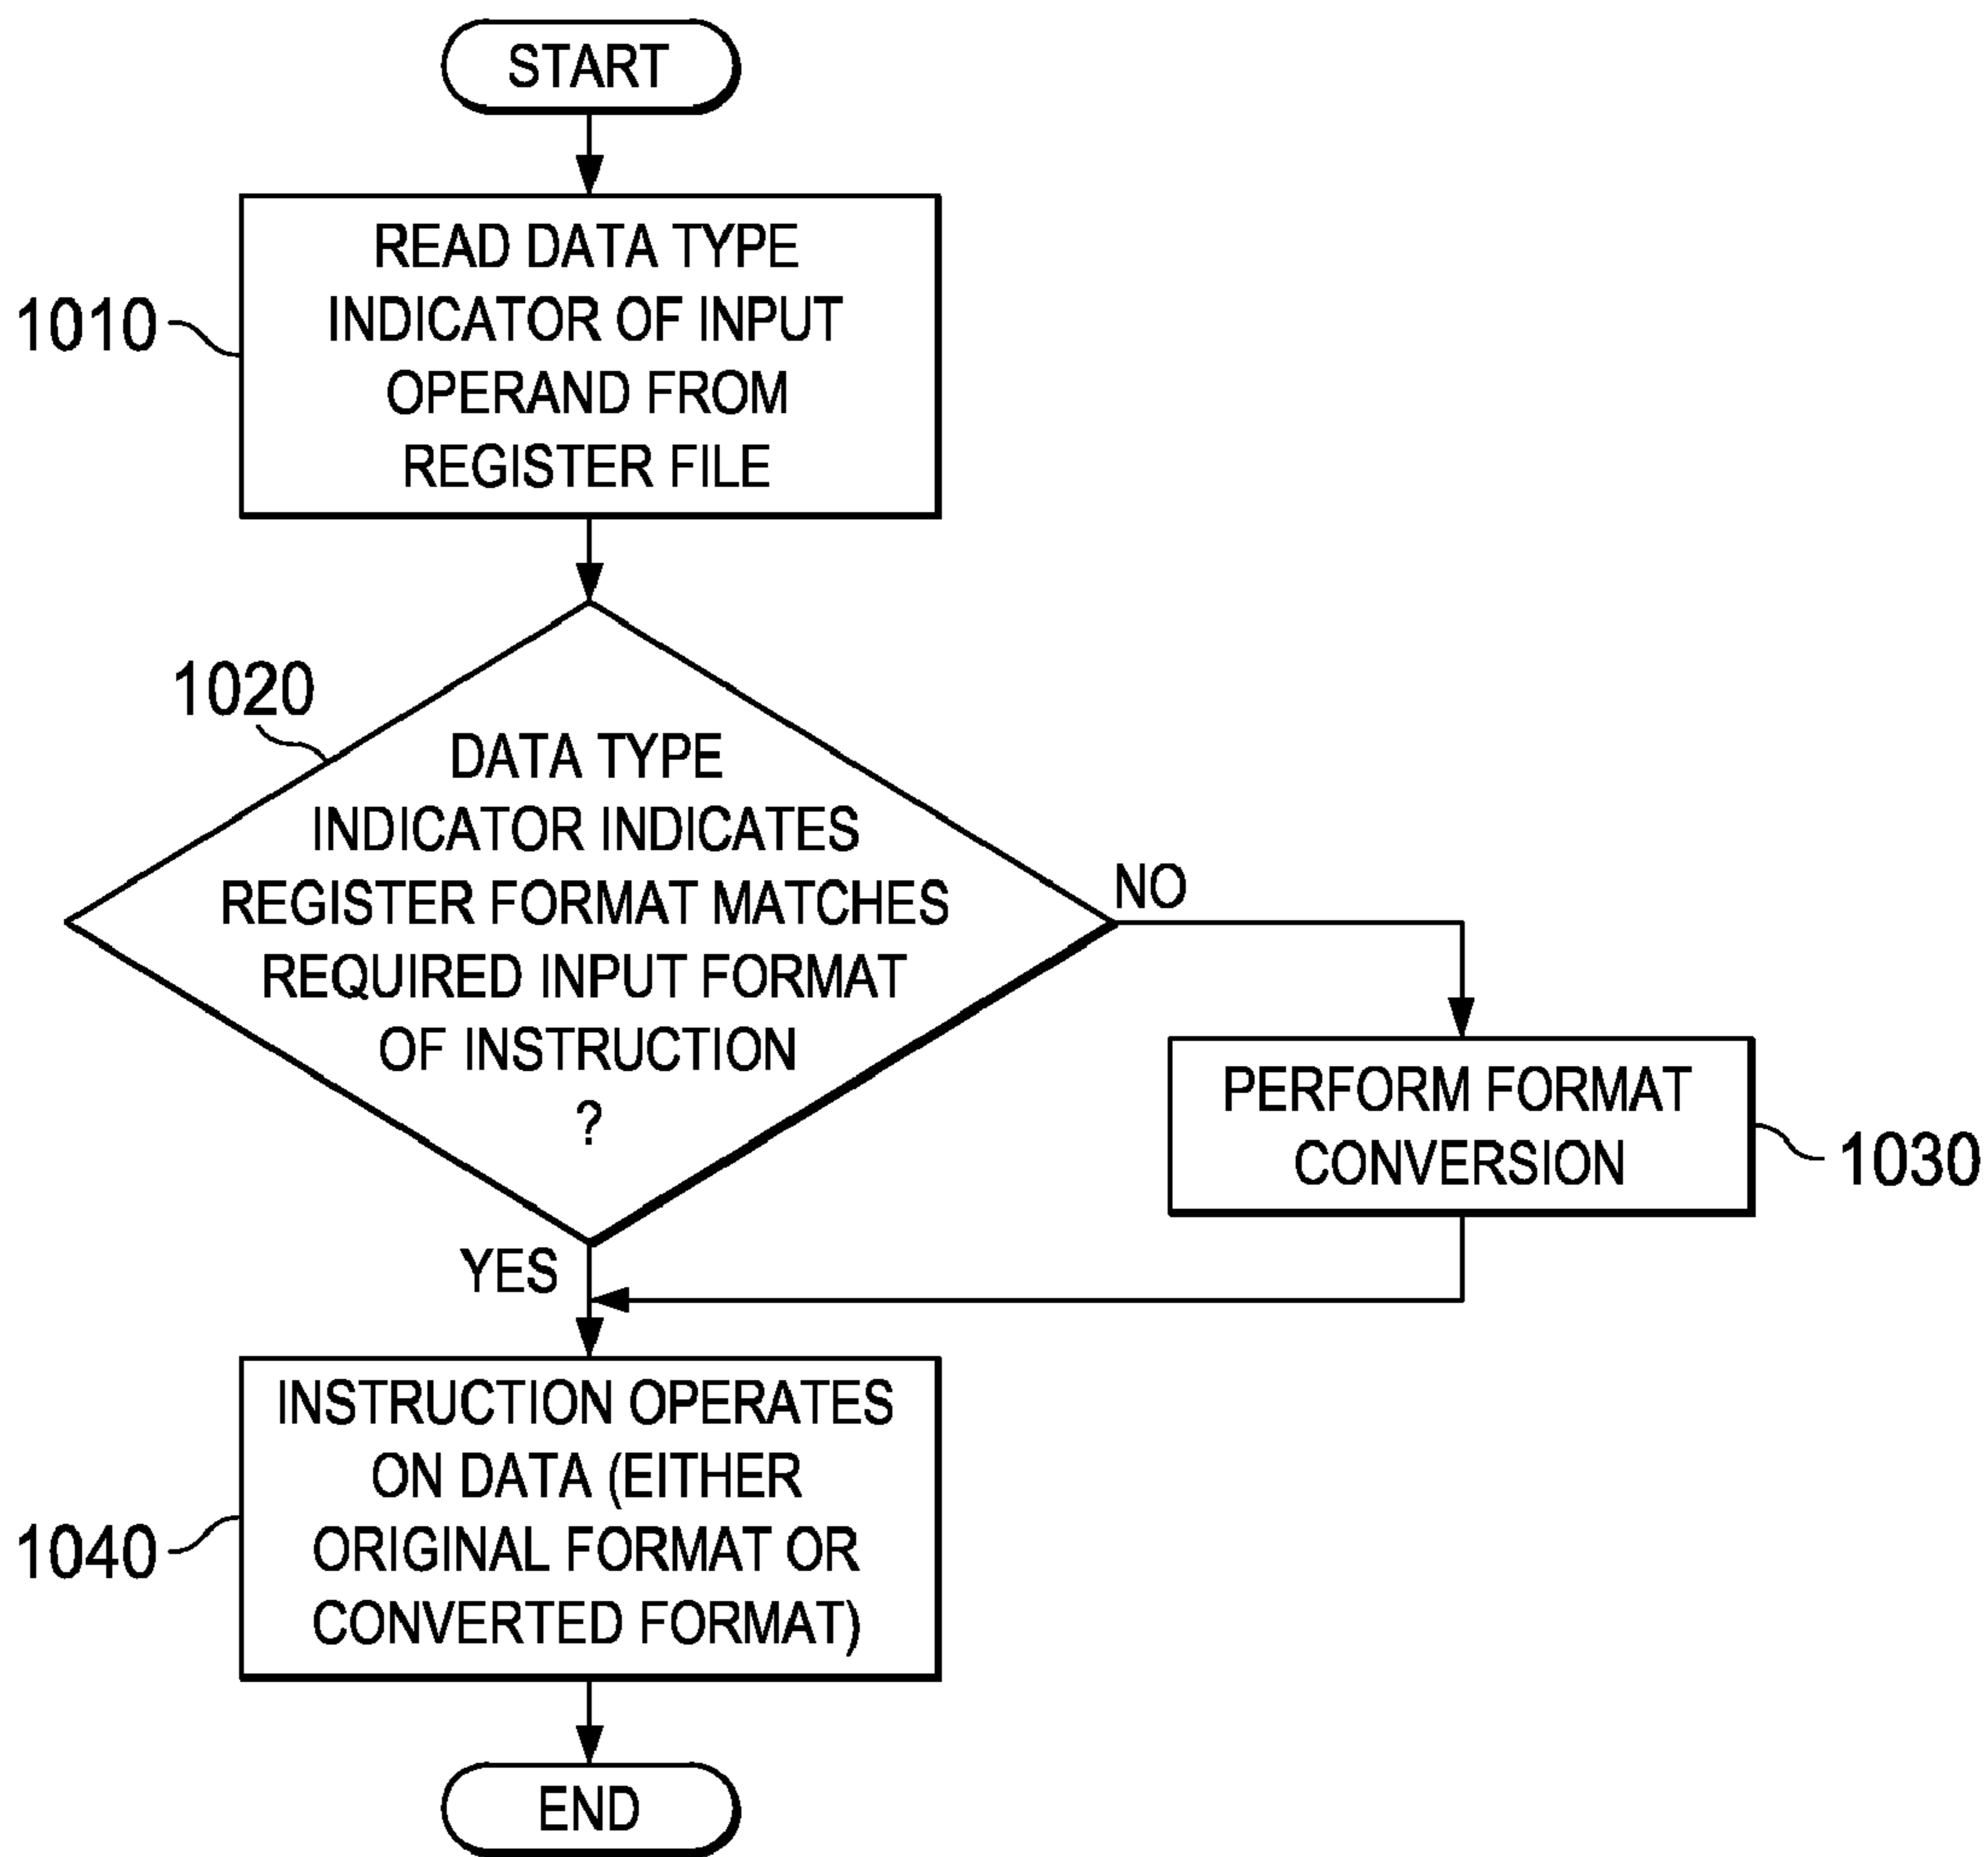 START
READ DATA TYPE
INDICATOR OF INPUT
OPERAND FROM
REGISTER FILE
1010
1020
DATA TYPE
INDICATOR INDICATES
REGISTER FORMAT MATCHES
REQUIRED INPUT FORMAT
OF INSTRUCTION
?
NO
PERFORM FORMAT
CONVERSION
1030
YES
INSTRUCTION OPERATES
ON DATA (EITHER
ORIGINAL FORMAT OR
CONVERTED FORMAT)
1040
END